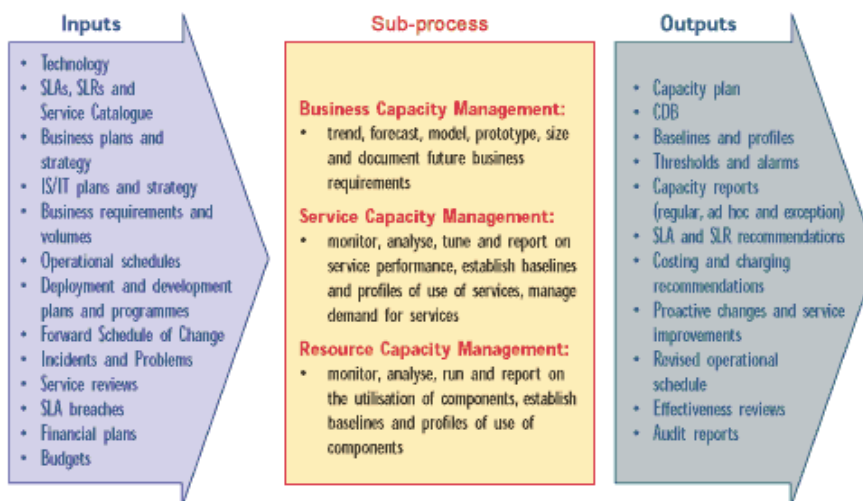 Inputs
• Technology
• SLAs, SLRs and
Service Catalogue
• Business plans and
strategy
• IS/IT plans and strategy
• Business requirements and
volumes
• Operational schedules
• Deployment and development
plans and programmes
• Forward Schedule of Change
• Incidents and Problems
• Service reviews
• SLA breaches
• Financial plans
• Budgets
Sub-process
Business Capacity Management:
• trend, forecast, model, prototype, size
and document future business
requirements
Service Capacity Management:
• monitor, analyse, tune and report on
service performance, establish baselines
and profiles of use of services, manage
demand for services
Resource Capacity Management:
• monitor, analyse, run and report on
the utilisation of components, establish
baselines and profiles of use of
components
Outputs
• Capacity plan
• CDB
• Baselines and profiles
• Thresholds and alarms
• Capacity reports
(regular, ad hoc and exception)
• SLA and SLR recommendations
• Costing and charging
recommendations
• Proactive changes and service
improvements
• Revised operational
schedule
• Effectiveness reviews
• Audit reports